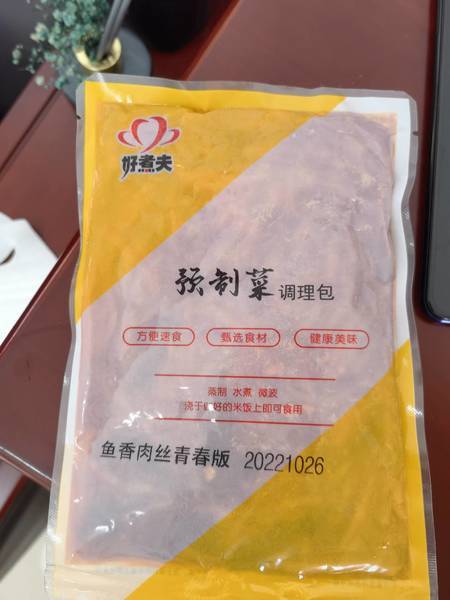 好煮夫
预制菜 调理包
方便速食 甄选食材 健康美味
蒸制 水煮 微波
浇于做好的米饭上即可食用
鱼香肉丝青春版 20221026